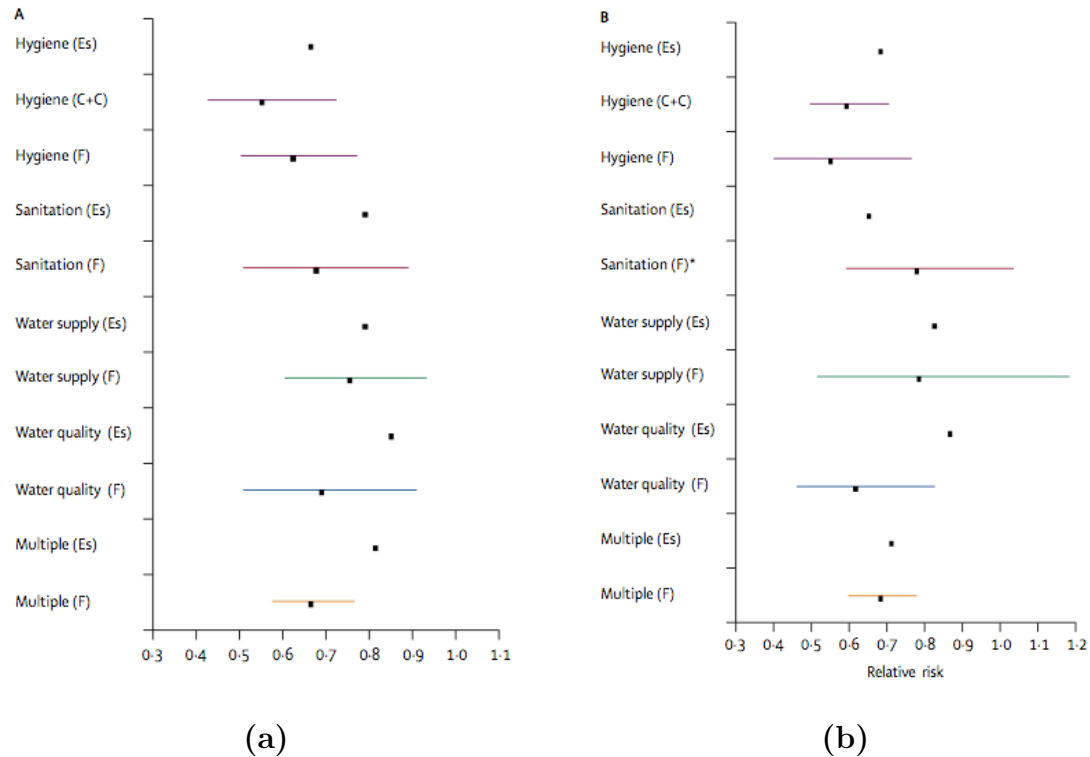 A
Hygiene (Es)
Hygiene (C+C)
Hygiene (F)
Sanitation (Es)
Sanitation (F)
Water supply (Es)
Water supply (F)
Water quality (Es)
Water quality (F)
Multiple (Es)
Multiple (F)
0·3 0·4 0·5 0·6 0·7 0·8 0·9 1·0 1·1
(a)
B
Hygiene (Es)
Hygiene (C+C)
Hygiene (F)
Sanitation (Es)
Sanitation (F)*
Water supply (Es)
Water supply (F)
Water quality (Es)
Water quality (F)
Multiple (Es)
Multiple (F)
0·3 0·4 0·5 0·6 0·7 0·8 0·9 1·0 1·1 1·2
Relative risk
(b)